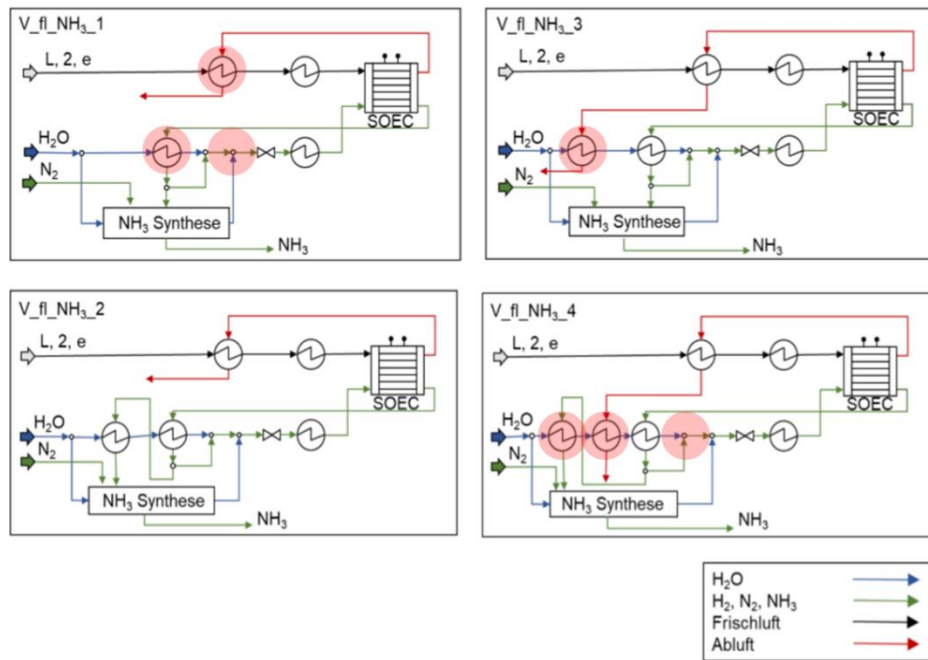 V_fl_NH₃_1
L, 2, e
SOEC
H₂O
N₂
NH₃ Synthese
NH₃
V_fl_NH₃_3
L, 2, e
SOEC
H₂O
N₂
NH₃ Synthese
NH₃
V_fl_NH₃_2
L, 2, e
SOEC
H₂O
N₂
NH₃ Synthese
NH₃
V_fl_NH₃_4
L, 2, e
SOEC
H₂O
N₂
NH₃ Synthese
NH₃
H₂O
H₂, N₂, NH₃
Frischluft
Abluft